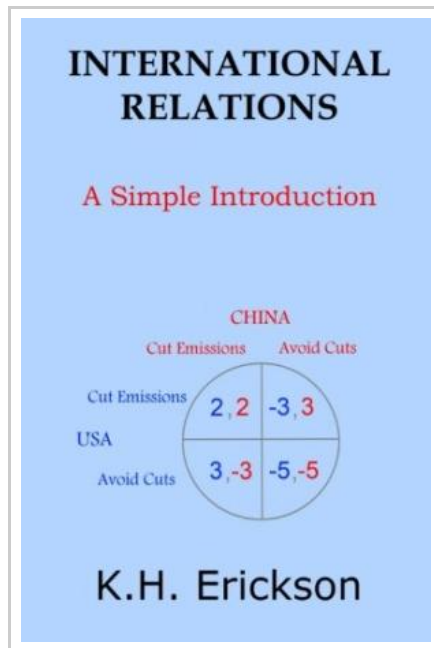 INTERNATIONAL
RELATIONS
A Simple Introduction
CHINA
Cut Emissions Avoid Cuts
Cut Emissions 2,2 -3,3
USA
Avoid Cuts 3,-3 -5,-5
K.H. Erickson